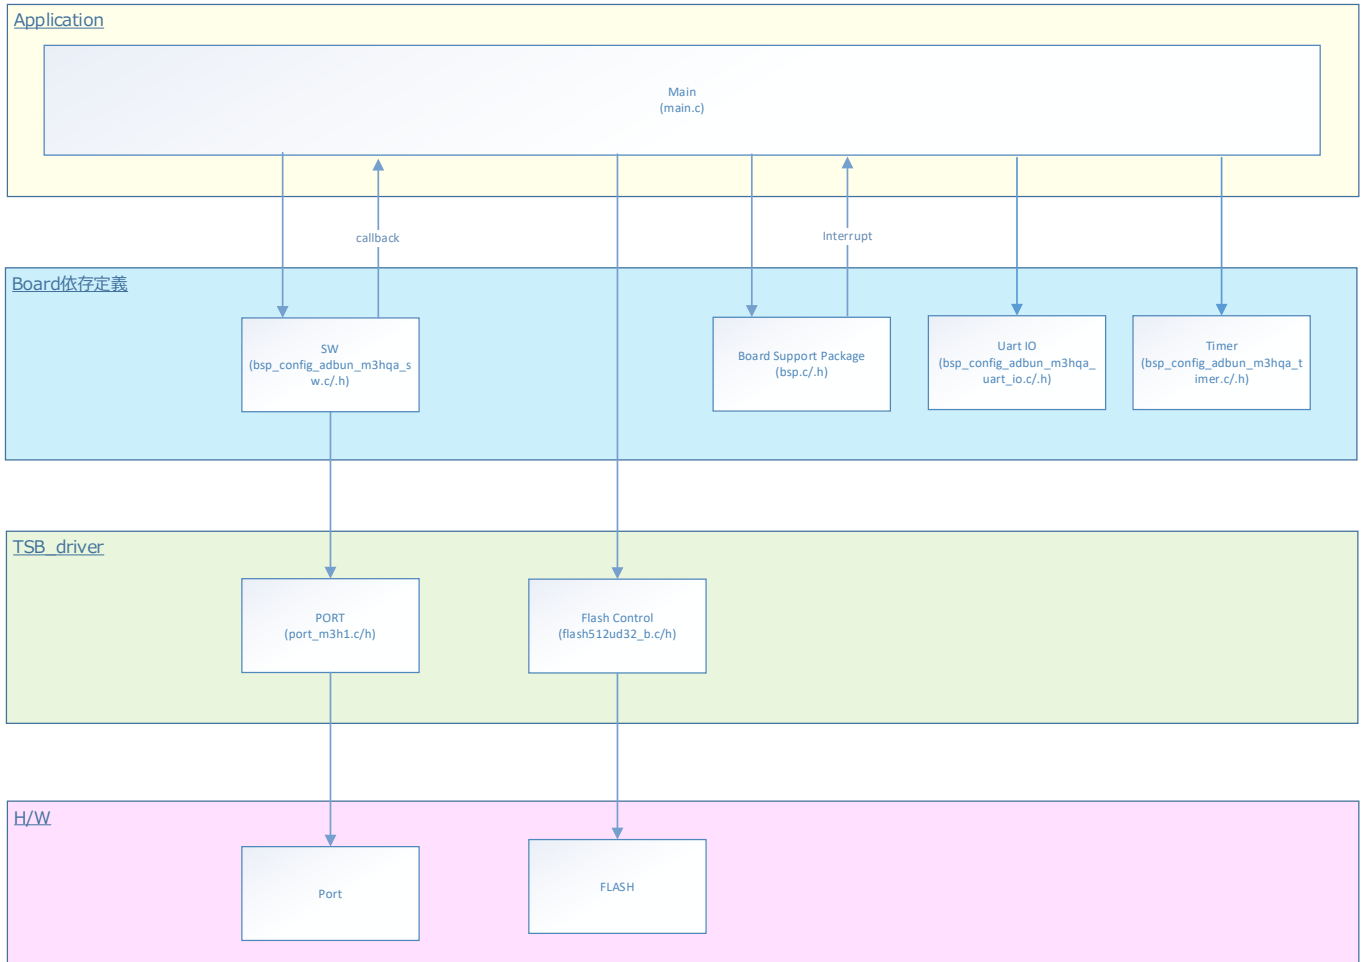 Application
Main
(main.c)
callback
Interrupt
Board依存定義
SW
(bsp_config_adbun_m3hqa_s
w.c/.h)
Board Support Package
(bsp.c/.h)
Uart IO
(bsp_config_adbun_m3hqa_
uart_io.c/.h)
Timer
(bsp_config_adbun_m3hqa_t
imer.c/.h)
TSB_driver
PORT
(port_m3h1.c/h)
Flash Control
(flash512ud32_b.c/h)
H/W
Port
FLASH